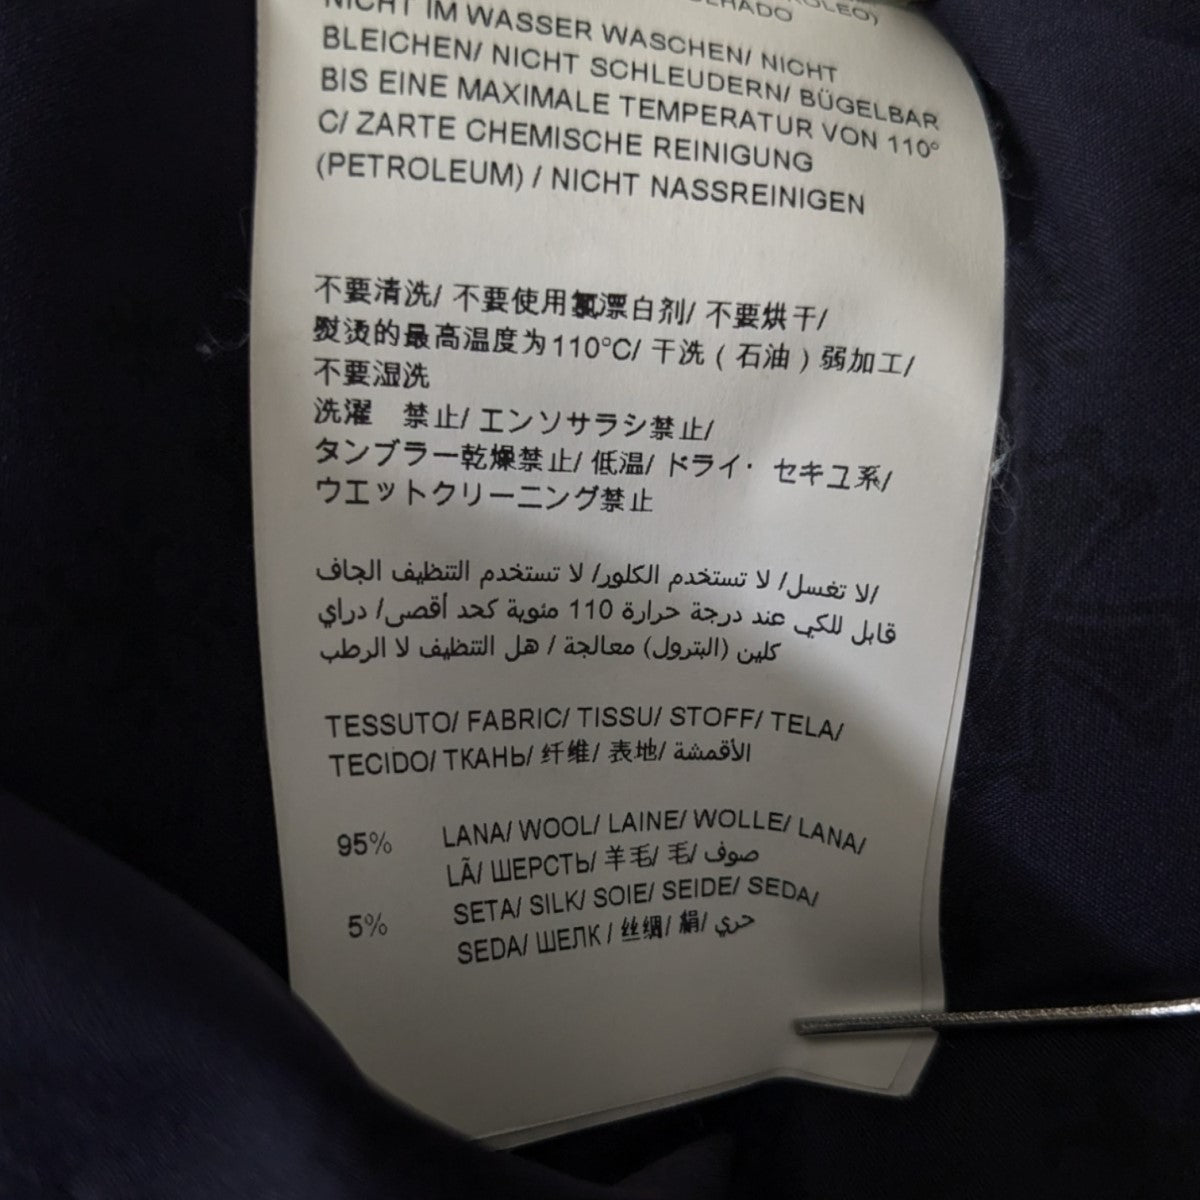 NICHT IM WASSER WASCHEN/ NICHT
BLEICHEN/ NICHT SCHLEUDERN/ BÜGELBAR
BIS EINE MAXIMALE TEMPERATUR VON 110°
C/ ZARTE CHEMISCHE REINIGUNG
(PETROLEUM) / NICHT NASSREINIGEN
不要清洗/ 不要使用氯漂白剂/ 不要烘干/
熨烫的最高温度为110°C/ 干洗 ( 石油 ) 弱加工/
不要湿洗
洗濯 禁止/ エンソサラシ禁止/
タンブラー乾燥禁止/ 低温/ ドライ・セキユ系/
ウエットクリーニング禁止
لا تغسل/ لا تستخدم الكلور/ لا تستخدم التنظيف الجاف/
قابل للكي عند درجة حرارة 110 مئوية كحد أقصى/ دراي
كلين (البترول) معالجة / هل التنظيف لا الرطب
TESSUTO/ FABRIC/ TISSU/ STOFF/ TELA/
TECIDO/ ТКАНЬ/ 纤维/ 表地/ الأقمشة
95% LANA/ WOOL/ LAINE/ WOLLE/ LANA/
LÃ/ ШЕРСТЬ/ 羊毛/ 毛/ صوف
5% SETA/ SILK/ SOIE/ SEIDE/ SEDA/
SEDA/ ШЕЛК / 丝绸/ 絹/ حري